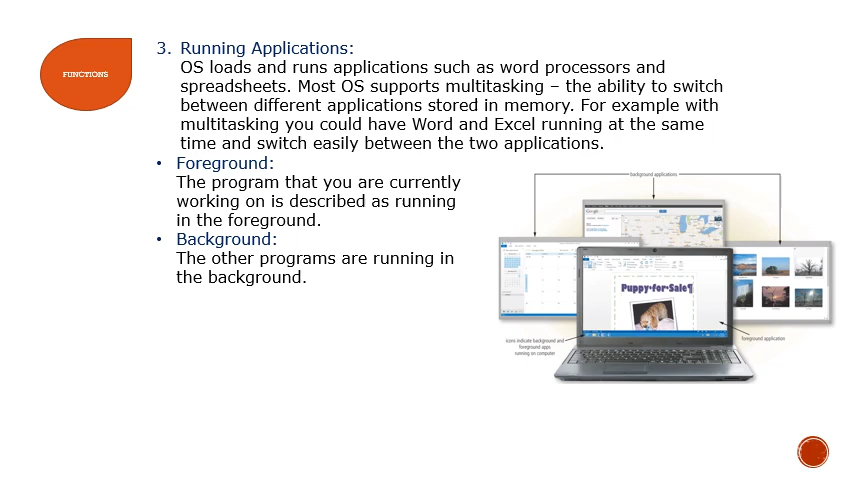 FUNCTIONS
3. Running Applications:
OS loads and runs applications such as word processors and
spreadsheets. Most OS supports multitasking – the ability to switch
between different applications stored in memory. For example with
multitasking you could have Word and Excel running at the same
time and switch easily between the two applications.
• Foreground:
The program that you are currently
working on is described as running
in the foreground.
• Background:
The other programs are running in
the background.
background applications
Google
Puppy·for·Sale¶
icons indicate background and
foreground apps
running on computer
foreground application